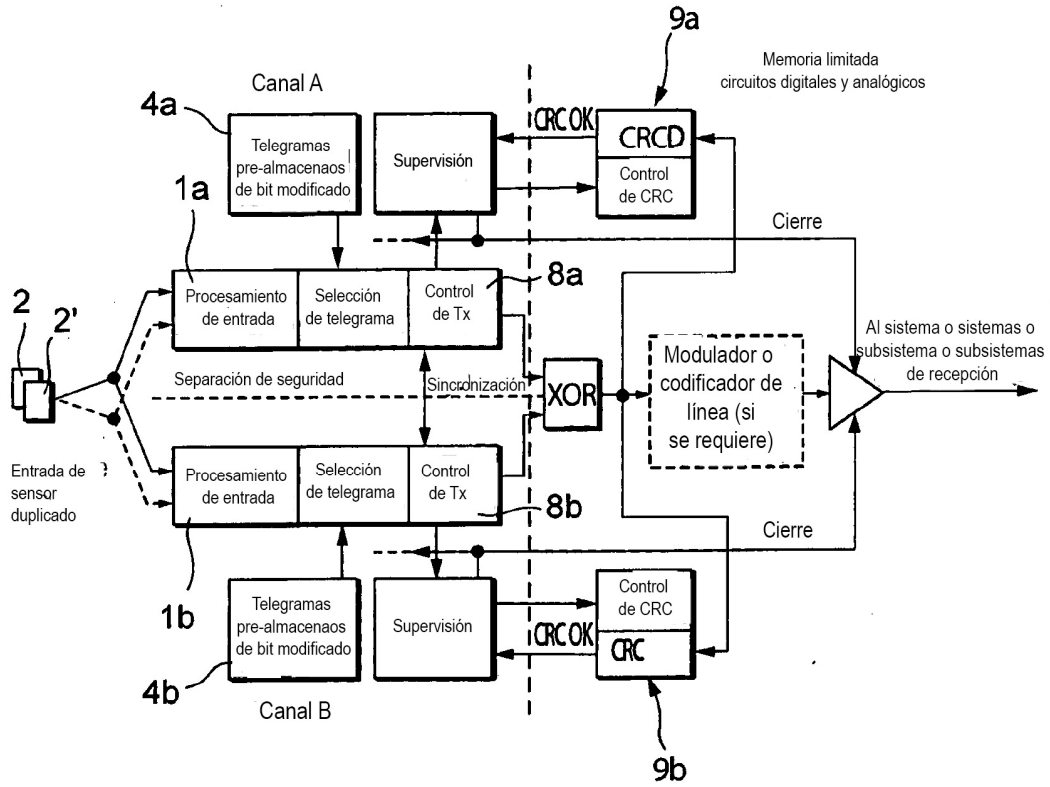 9a
Memoria limitada
circuitos digitales y analógicos
Canal A
4a
Telegramas
pre-almacenaos
de bit modificado
Supervisión
CRC OK
CRCD
Control
de CRC
1a
Cierre
8a
Procesamiento
de entrada
Selección
de telegrama
Control
de Tx
2
2'
Separación de seguridad
Sincronización
XOR
Modulador o
codificador de
línea (si
se requiere)
Al sistema o sistemas o
subsistema o subsistemas
de recepción
Entrada de
sensor
duplicado
Procesamiento
de entrada
Selección
de telegrama
Control
de Tx
8b
Cierre
1b
Telegramas
pre-almacenaos
de bit modificado
Supervisión
CRC OK
Control
de CRC
CRC
4b
Canal B
9b